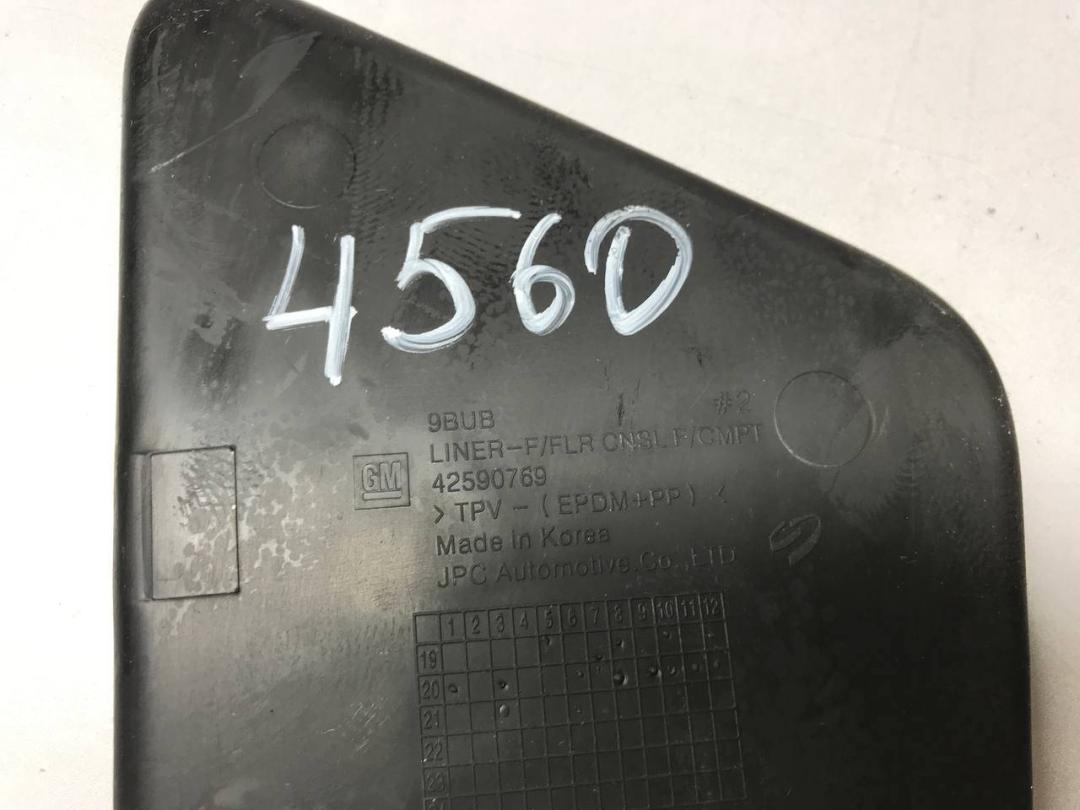 4560
9BUB #2
LINER-F/FLR CNSL F/CMPT
GM
42590769
>TPV-(EPDM+PP)<
Made In Korea
JPC Automotive.Co.,LTD
1 2 3 4 5 6 7 8 9 10 11 12
19
20
21
22
23